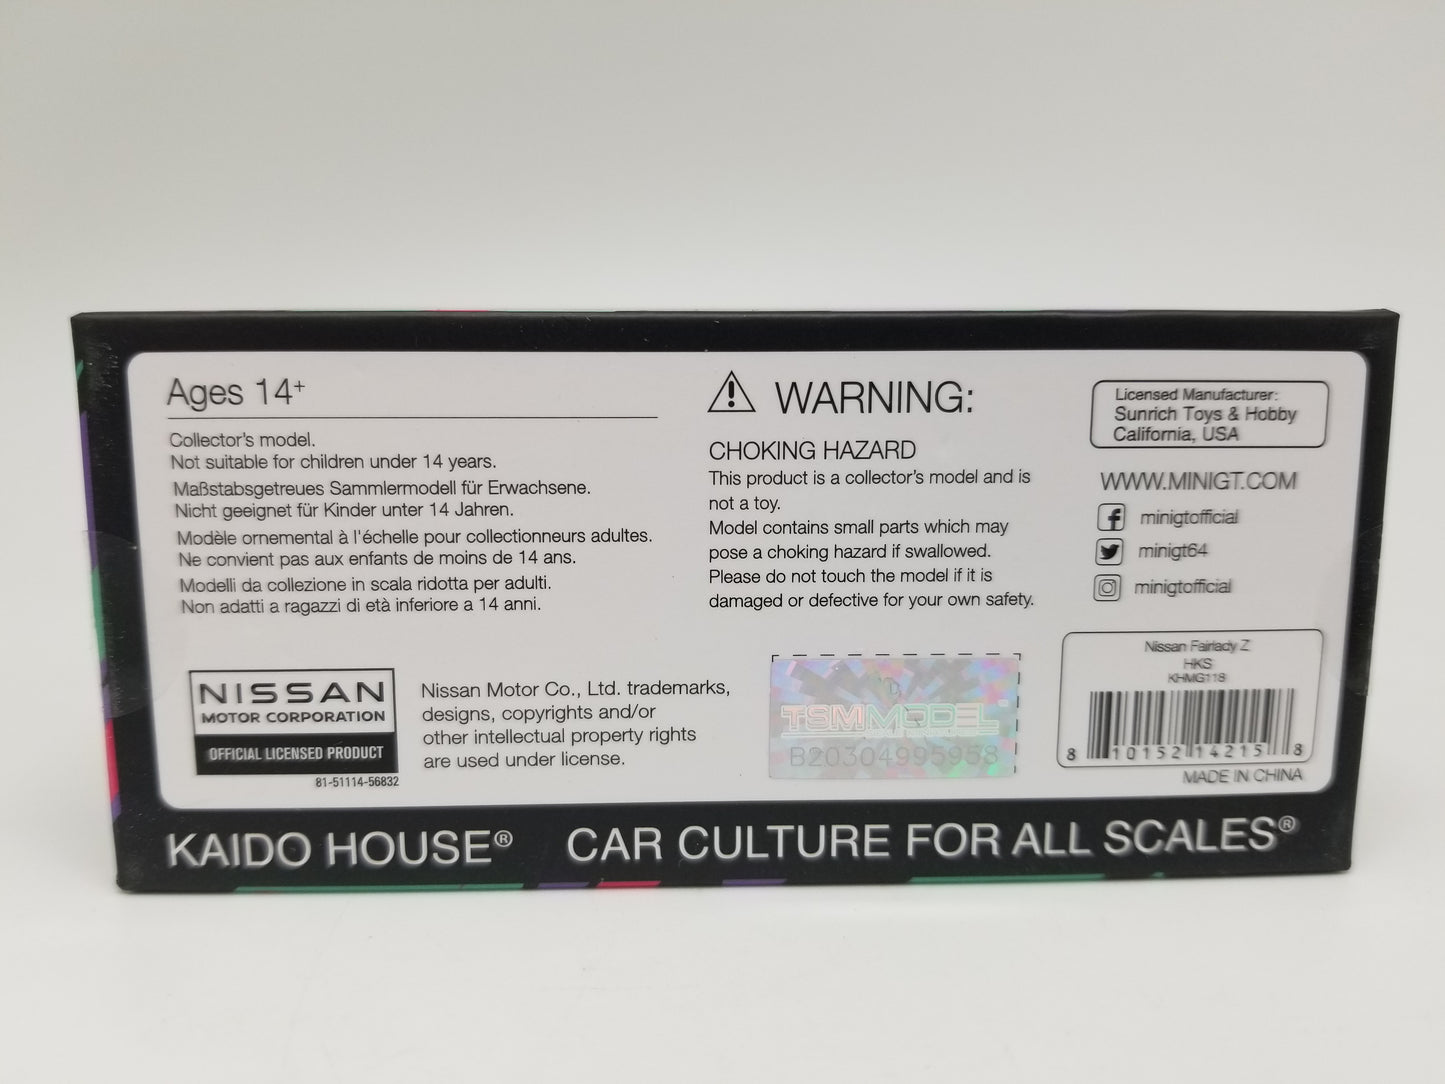 Ages 14+
Collector's model.
Not suitable for children under 14 years.
Maßstabsgetreues Sammlermodell für Erwachsene.
Nicht geeignet für Kinder unter 14 Jahren.
Modèle ornemental à l'échelle pour collectionneurs adultes.
Ne convient pas aux enfants de moins de 14 ans.
Modelli da collezione in scala ridotta per adulti.
Non adatti a ragazzi di età inferiore a 14 anni.
NISSAN
MOTOR CORPORATION
OFFICIAL LICENSED PRODUCT
81-51114-56832
Nissan Motor Co., Ltd. trademarks,
designs, copyrights and/or
other intellectual property rights
are used under license.
WARNING:
CHOKING HAZARD
This product is a collector's model and is
not a toy.
Model contains small parts which may
pose a choking hazard if swallowed.
Please do not touch the model if it is
damaged or defective for your own safety.
TSMMODEL
B20304995958
Licensed Manufacturer:
Sunrich Toys & Hobby
California, USA
WWW.MINIGT.COM
minigtofficial
minigt64
minigtofficial
Nissan Fairlady Z
HKS
KHMG118
8 10152 14215 8
MADE IN CHINA
KAIDO HOUSE® CAR CULTURE FOR ALL SCALES®